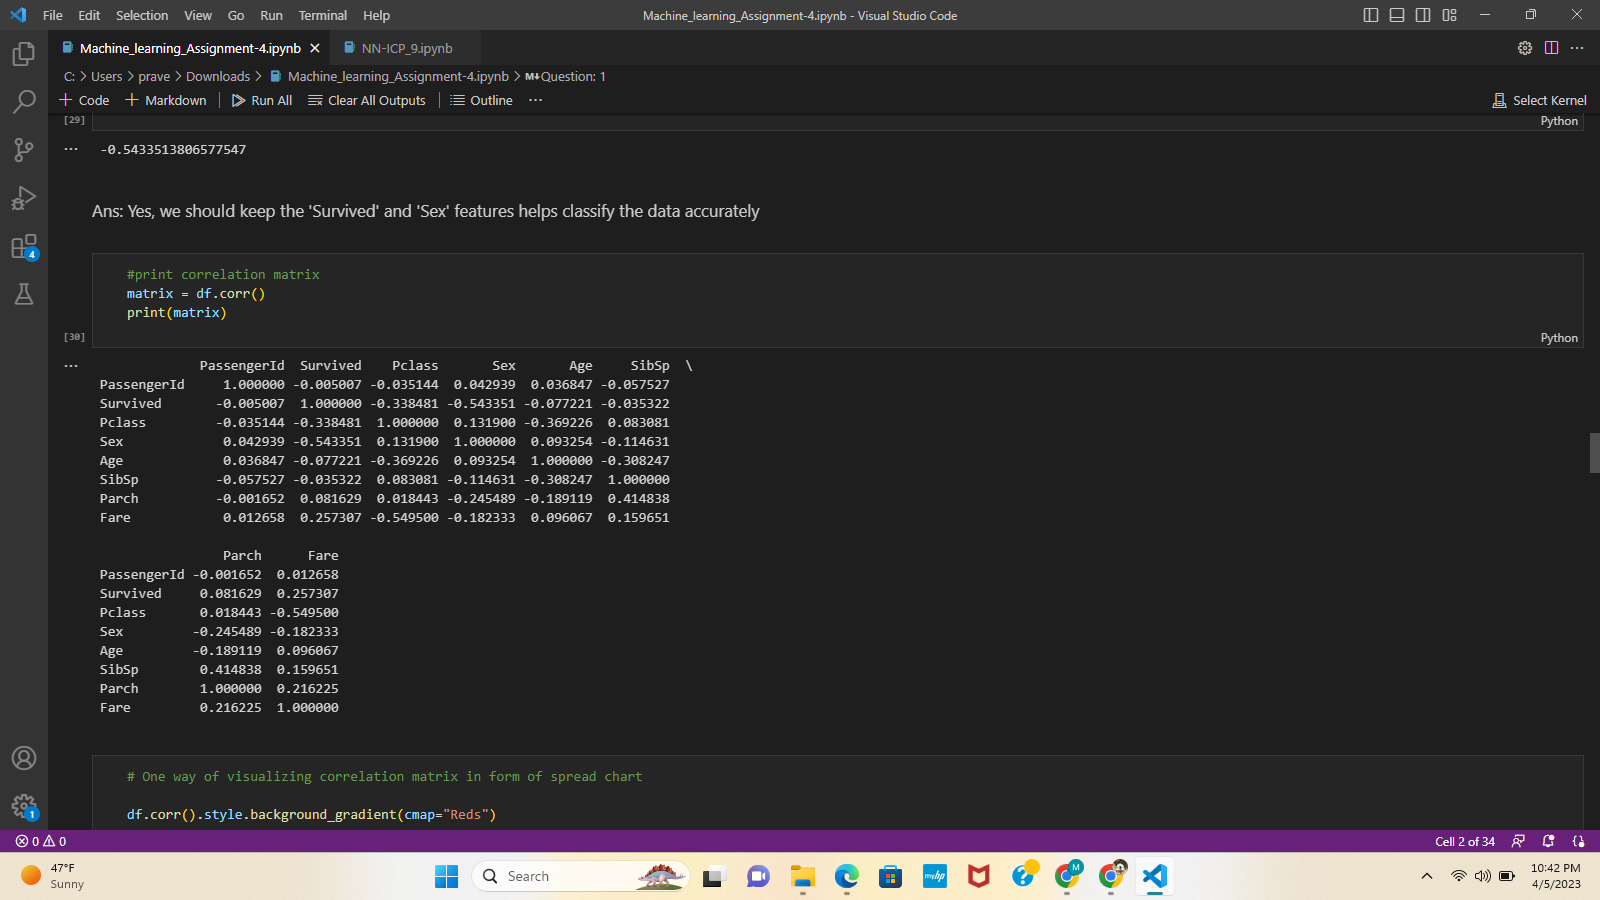 File Edit Selection View Go Run Terminal Help Machine_learning_Assignment-4.ipynb - Visual Studio Code
Machine_learning_Assignment-4.ipynb NN-ICP_9.ipynb
C: > Users > prave > Downloads > Machine_learning_Assignment-4.ipynb > M↓Question: 1
+ Code + Markdown Run All Clear All Outputs Outline ... Select Kernel
[29] Python
... -0.5433513806577547
Ans: Yes, we should keep the 'Survived' and 'Sex' features helps classify the data accurately
#print correlation matrix
matrix = df.corr()
print(matrix)
[30] Python
... PassengerId Survived Pclass Sex Age SibSp \
PassengerId 1.000000 -0.005007 -0.035144 0.042939 0.036847 -0.057527
Survived -0.005007 1.000000 -0.338481 -0.543351 -0.077221 -0.035322
Pclass -0.035144 -0.338481 1.000000 0.131900 -0.369226 0.083081
Sex 0.042939 -0.543351 0.131900 1.000000 0.093254 -0.114631
Age 0.036847 -0.077221 -0.369226 0.093254 1.000000 -0.308247
SibSp -0.057527 -0.035322 0.083081 -0.114631 -0.308247 1.000000
Parch -0.001652 0.081629 0.018443 -0.245489 -0.189119 0.414838
Fare 0.012658 0.257307 -0.549500 -0.182333 0.096067 0.159651
Parch Fare
PassengerId -0.001652 0.012658
Survived 0.081629 0.257307
Pclass 0.018443 -0.549500
Sex -0.245489 -0.182333
Age -0.189119 0.096067
SibSp 0.414838 0.159651
Parch 1.000000 0.216225
Fare 0.216225 1.000000
# One way of visualizing correlation matrix in form of spread chart
df.corr().style.background_gradient(cmap="Reds")
4
1
0 0 Cell 2 of 34
47°F
Sunny
Search
myhp
M
10:42 PM
4/5/2023